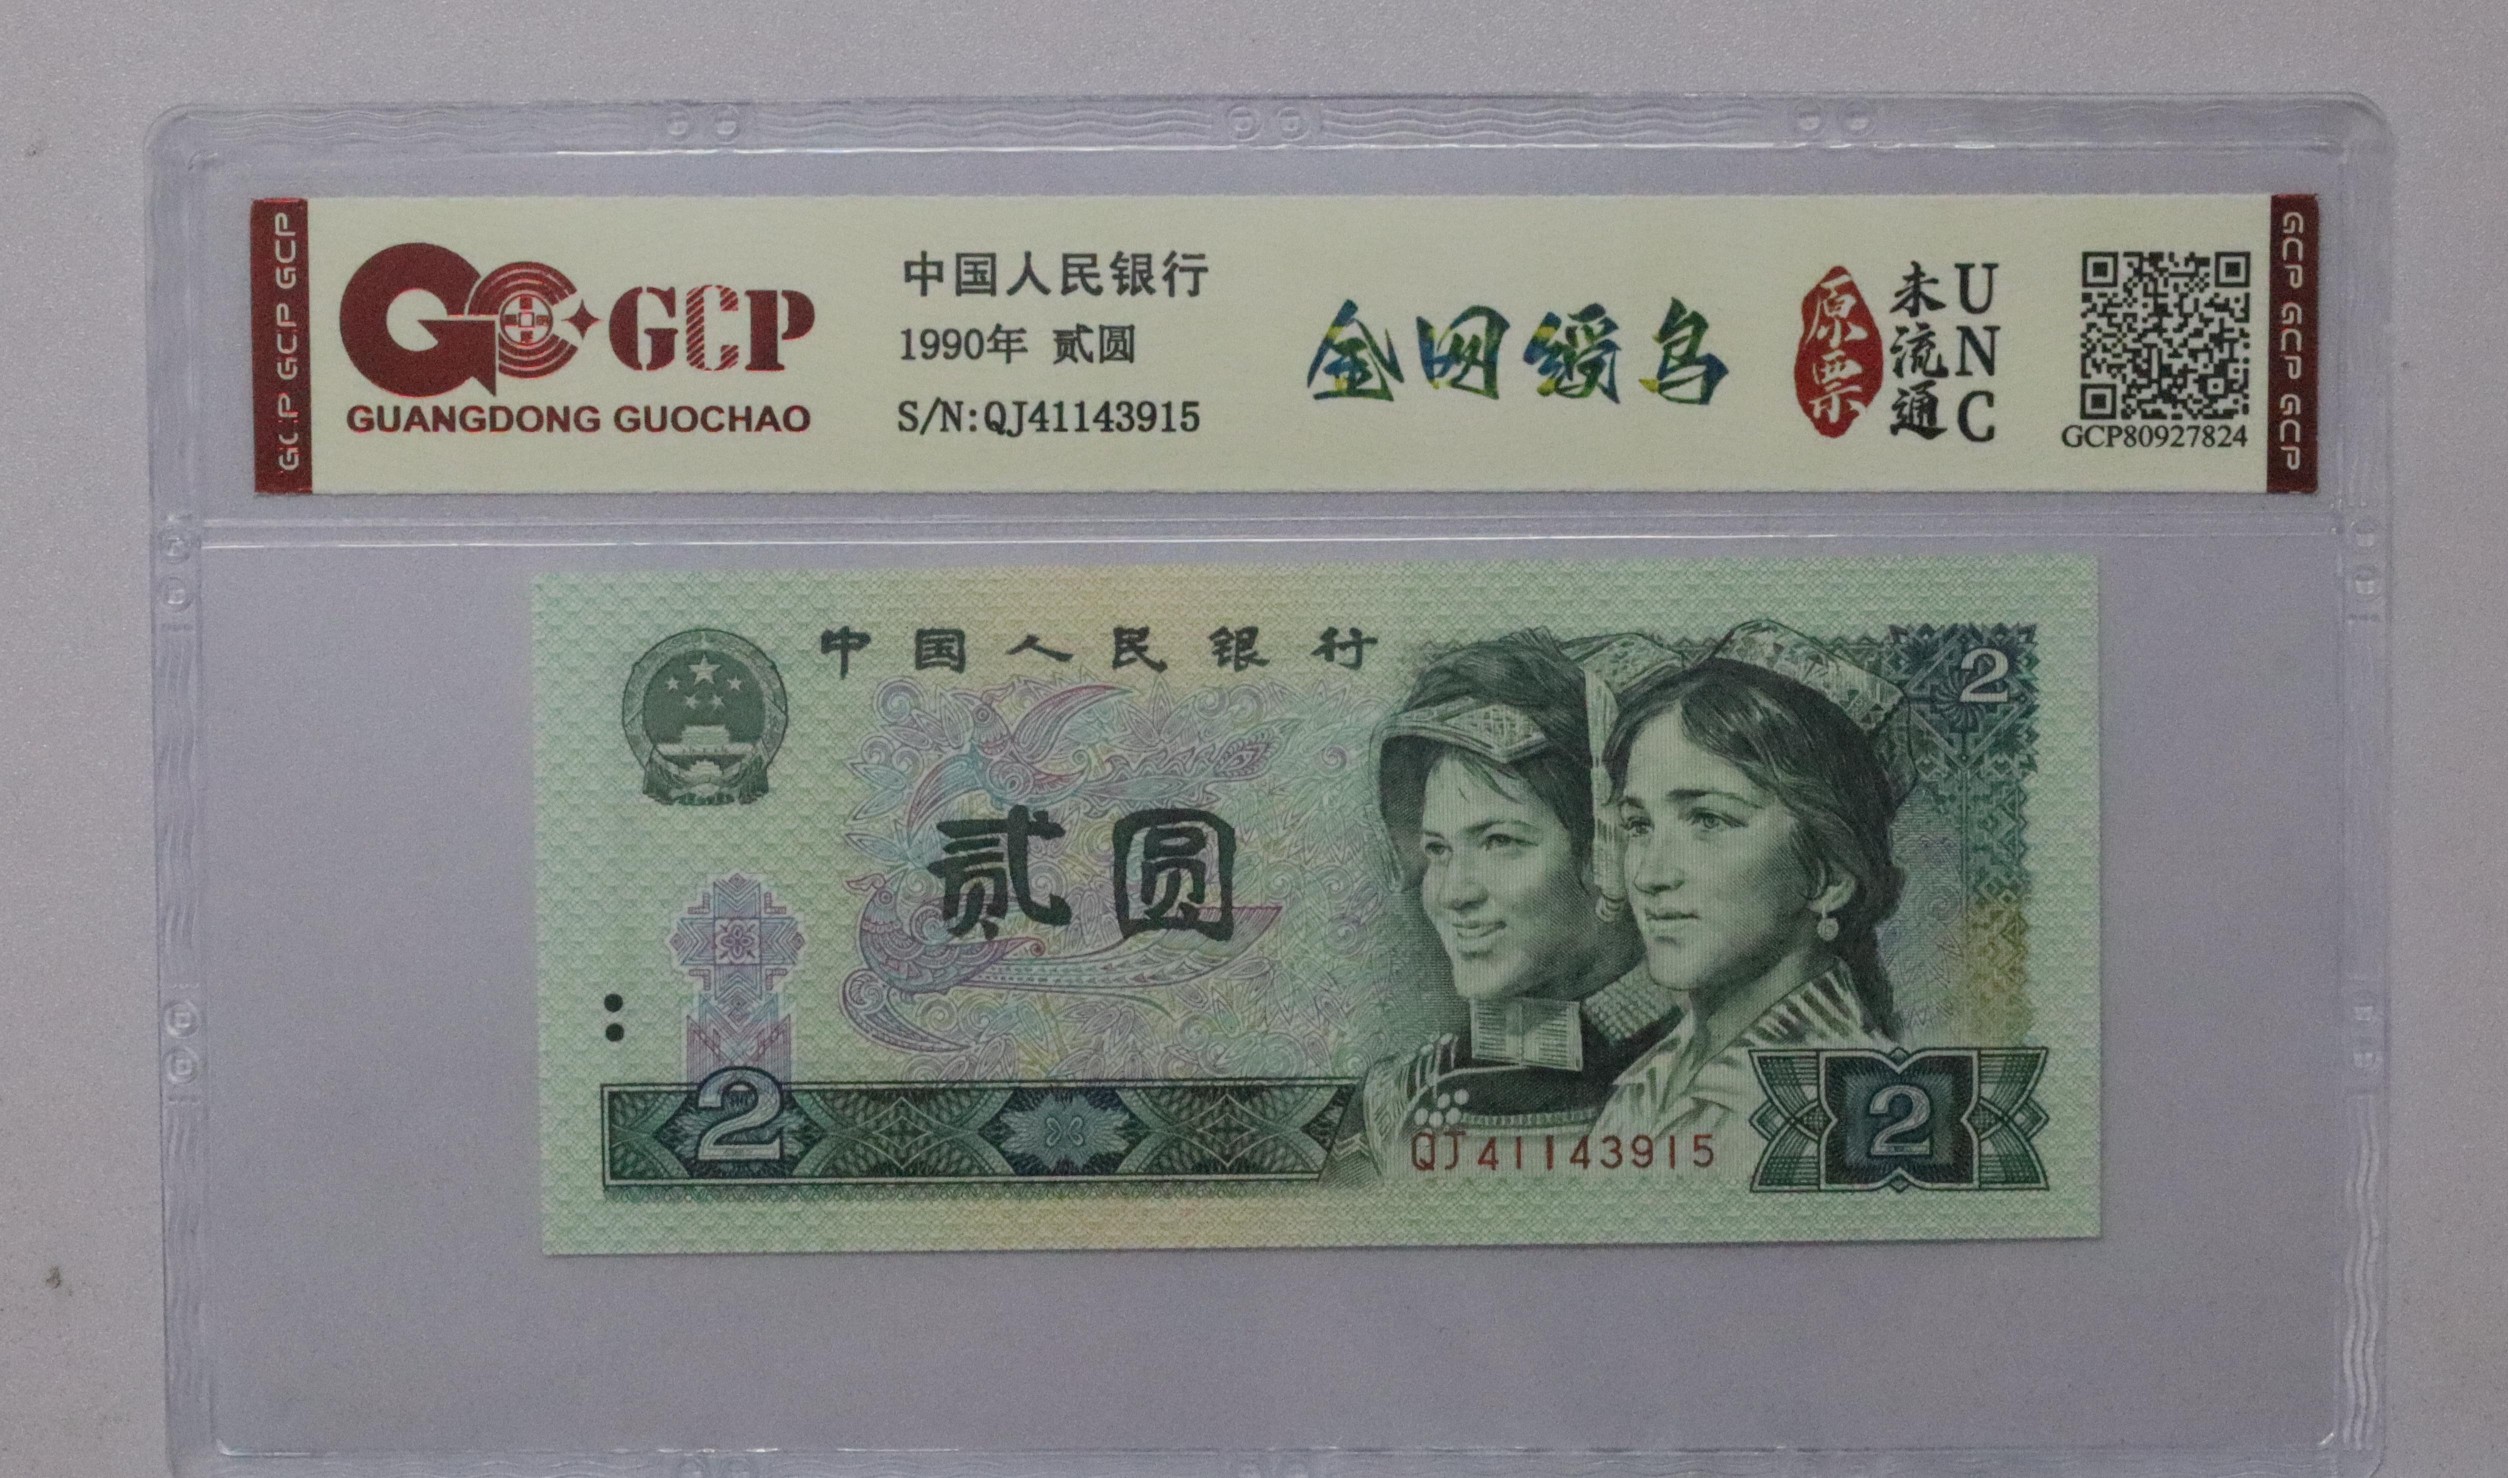 GCP GCP GCP
GCP
GUANGDONG GUOCHAO
中国人民银行
1990年 贰圆
S/N:QJ41143915
金网绶鸟
原票
未流通
UNC
GCP80927824
GCP GCP GCP
中国人民银行
2
贰圆
2
QJ41143915
2